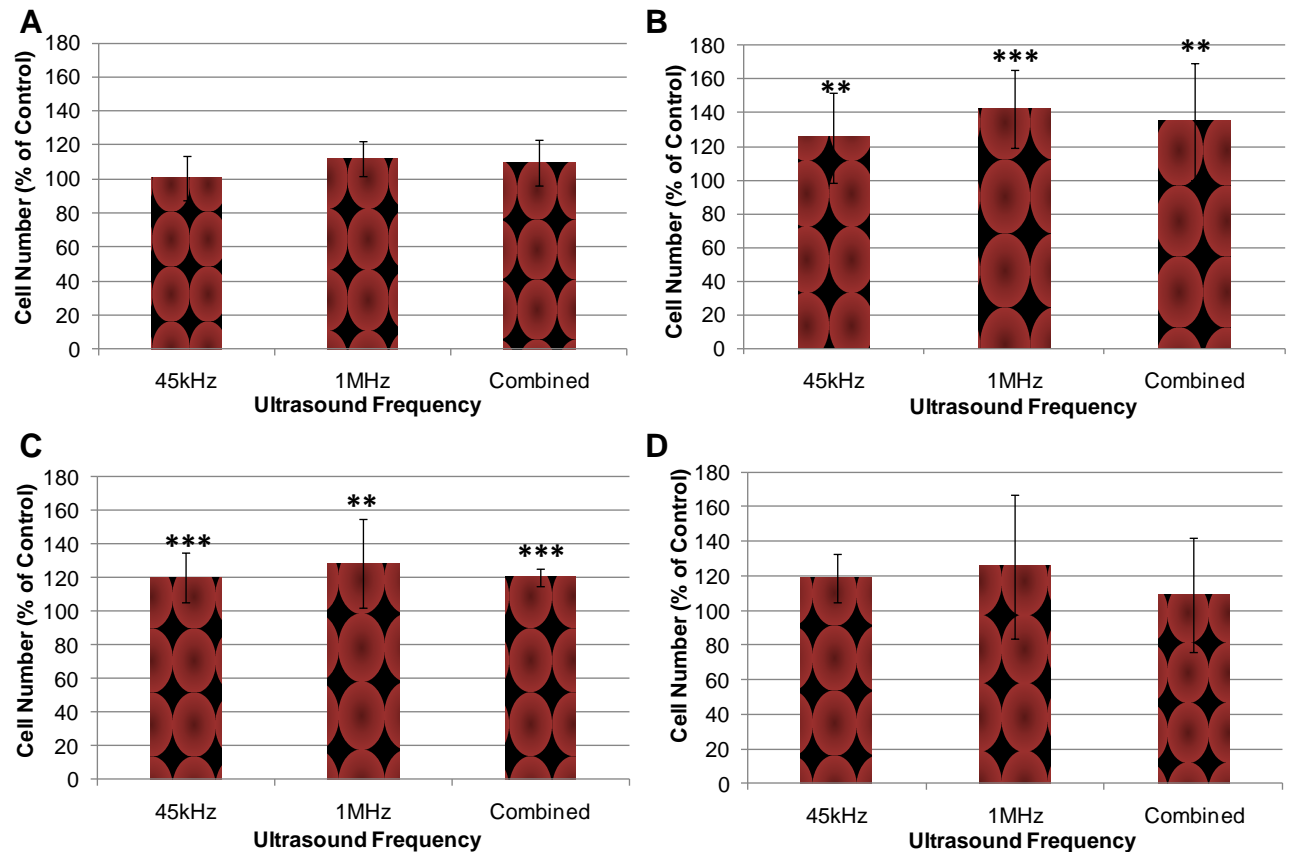 A
Cell Number (% of Control)
180
160
140
120
100
80
60
40
20
0
45kHz 1MHz Combined
Ultrasound Frequency
B
Cell Number (% of Control)
180
160
140
120
100
80
60
40
20
0
** *** **
45kHz 1MHz Combined
Ultrasound Frequency
C
Cell Number (% of Control)
180
160
140
120
100
80
60
40
20
0
*** ** ***
45kHz 1MHz Combined
Ultrasound Frequency
D
Cell Number (% of Control)
180
160
140
120
100
80
60
40
20
0
45kHz 1MHz Combined
Ultrasound Frequency